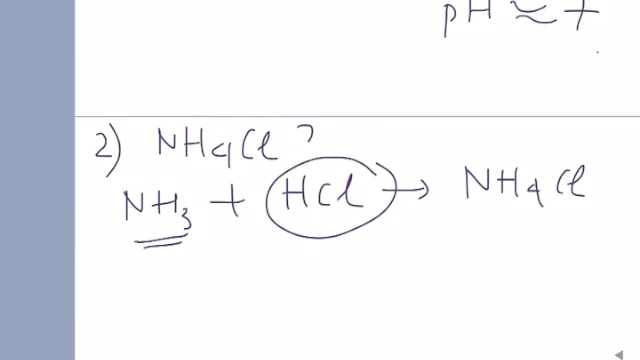 pH ≈ 7
2) NH4Cl ?
NH3 + HCl → NH4Cl